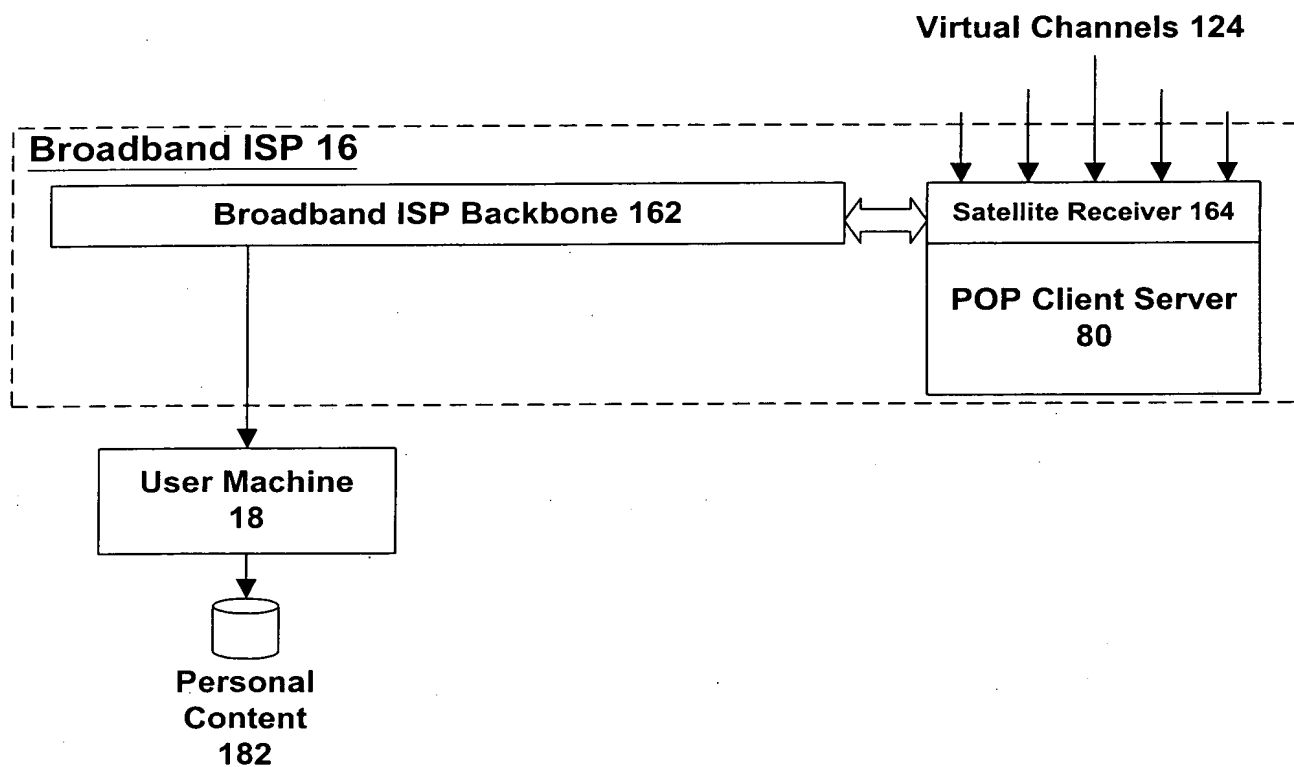 Virtual Channels 124
Broadband ISP 16
Broadband ISP Backbone 162
Satellite Receiver 164
POP Client Server
80
User Machine
18
Personal
Content
182